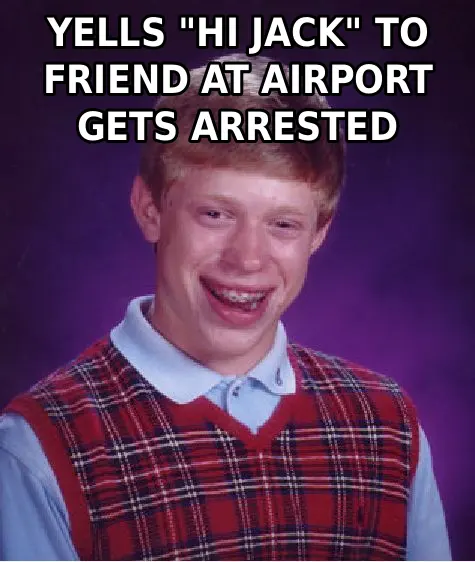 YELLS "HI JACK" TO
FRIEND AT AIRPORT
GETS ARRESTED